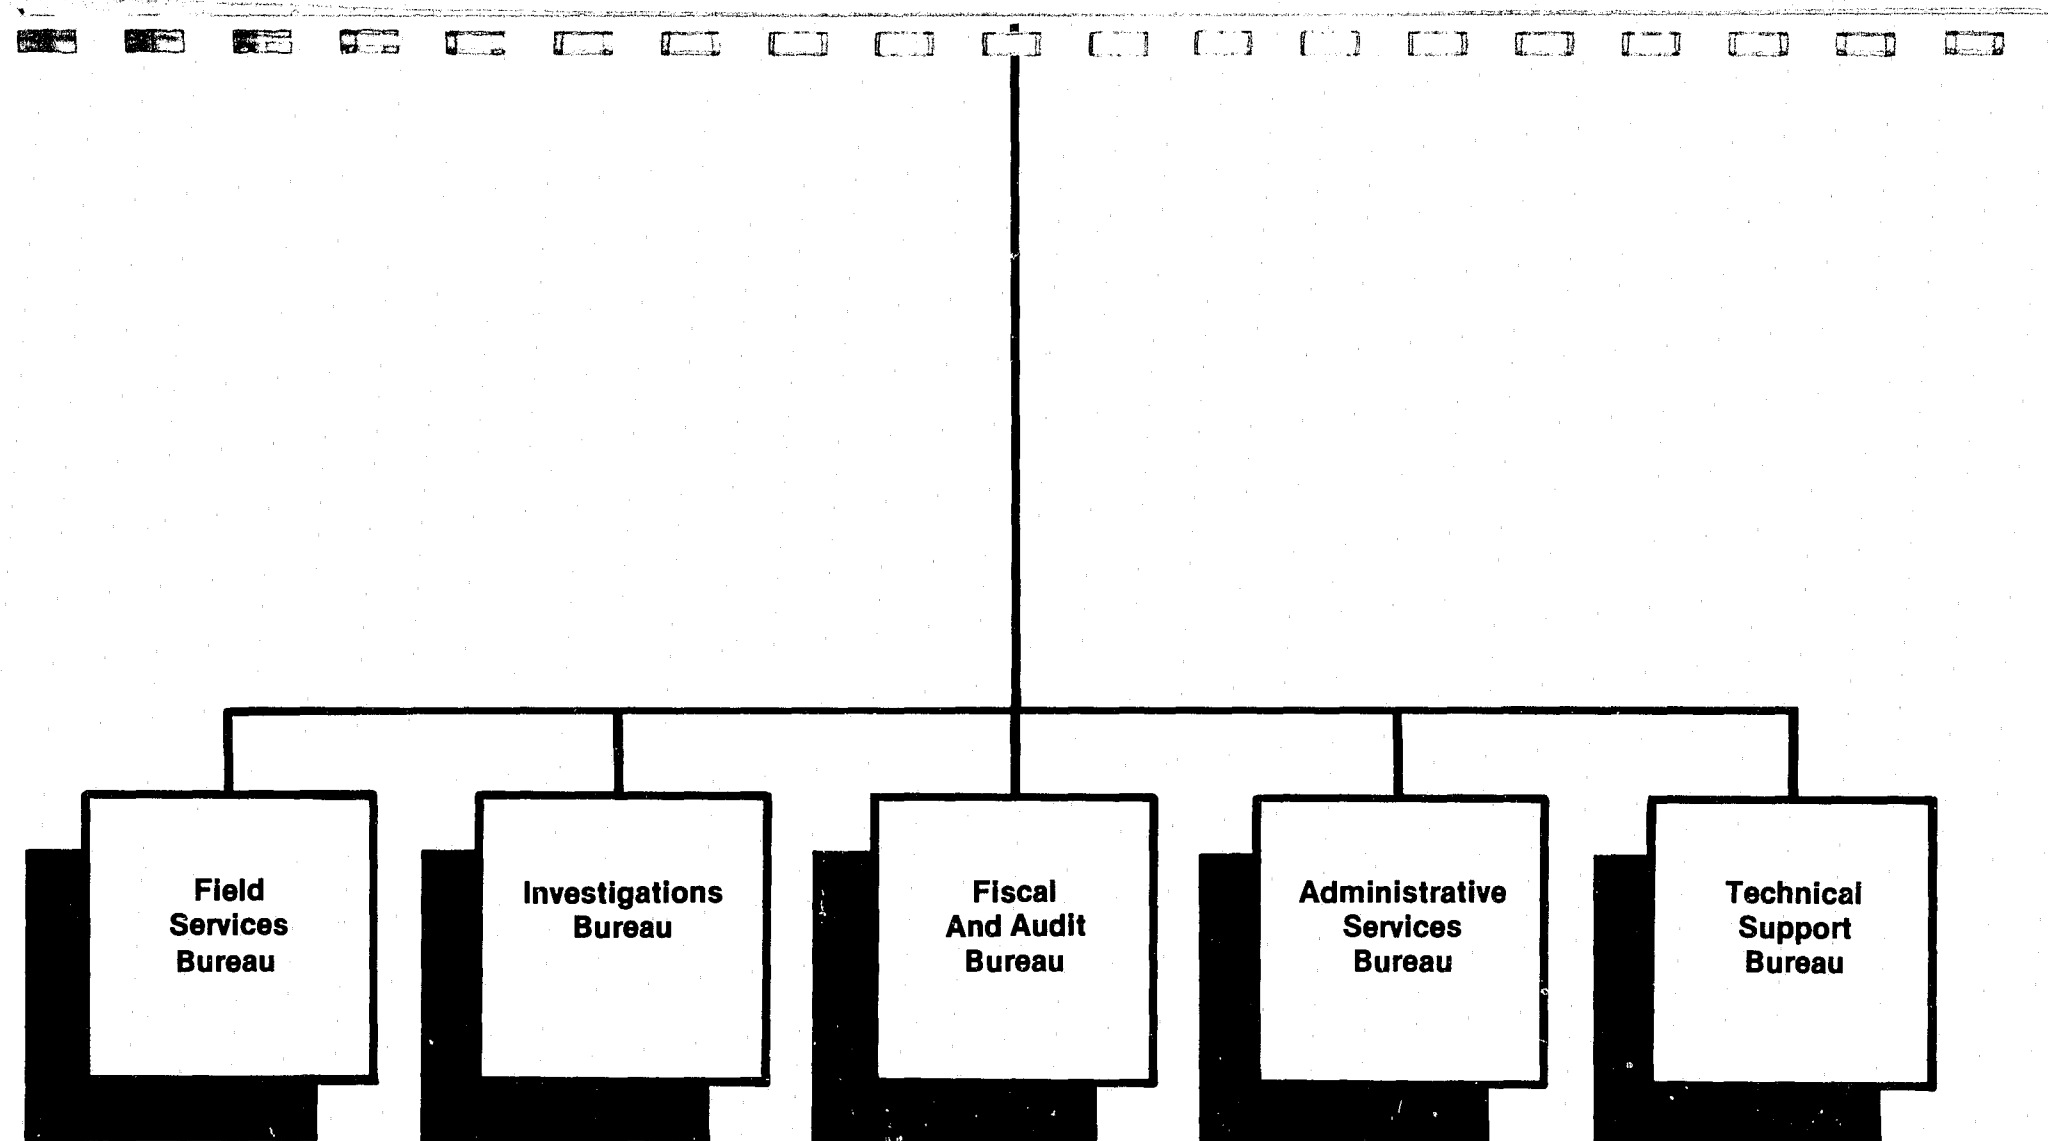 Field
Services
Bureau
Investigations
Bureau
Fiscal
And Audit
Bureau
Administrative
Services
Bureau
Technical
Support
Bureau